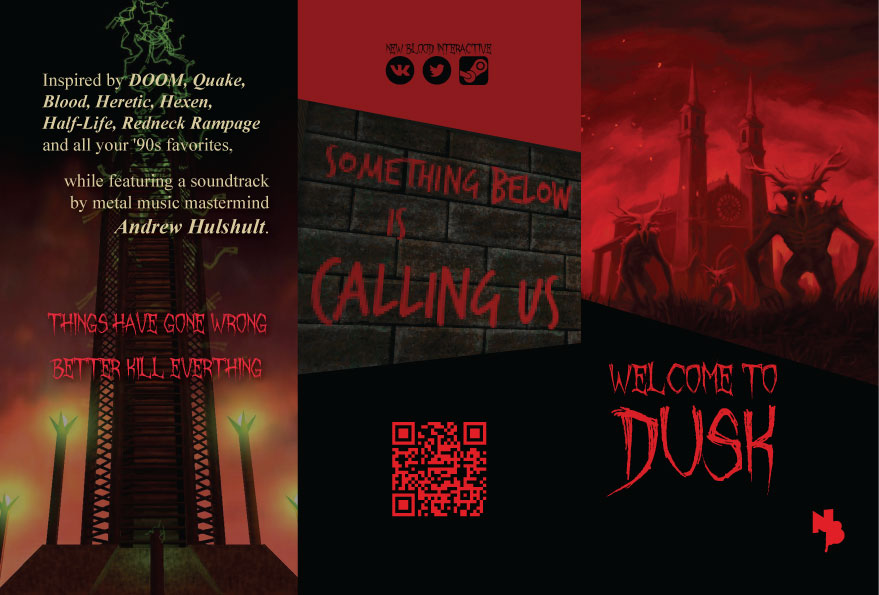 Inspired by DOOM, Quake,
Blood, Heretic, Hexen,
Half-Life, Redneck Rampage
and all your '90s favorites,
while featuring a soundtrack
by metal music mastermind
Andrew Hulshult.
THINGS HAVE GONE WRONG
BETTER KILL EVERTHING
NEW BLOOD INTERACTIVE
SOMETHING BELOW
IS
CALLING US
WELCOME TO
DUSK
NB